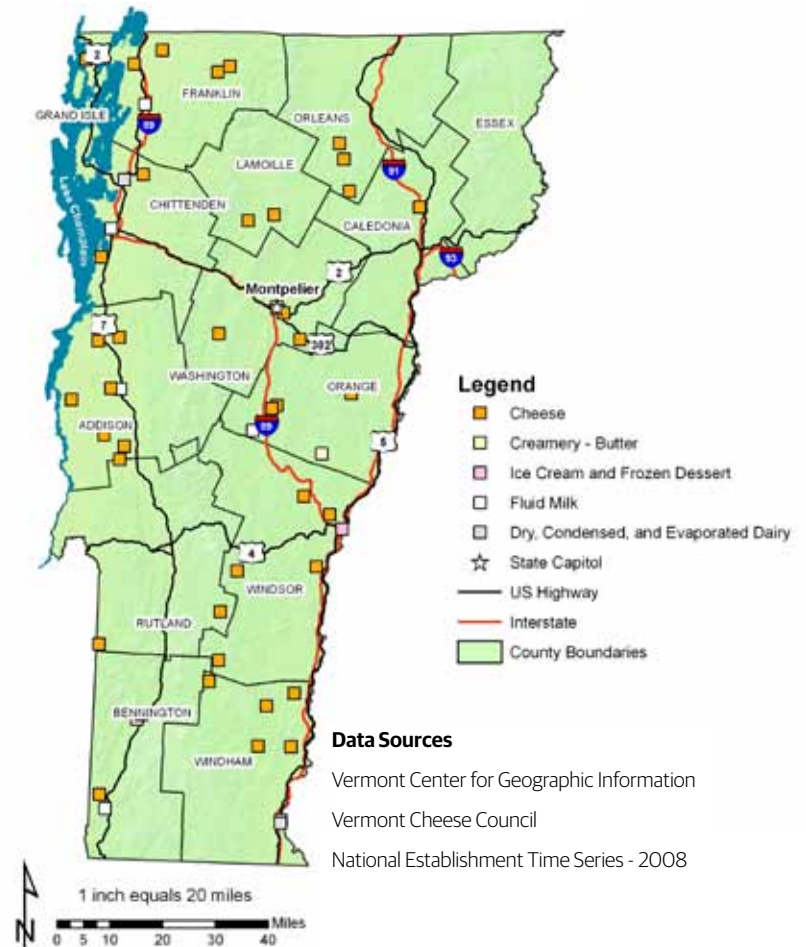 2
FRANKLIN
GRAND ISLE
89
ORLEANS
ESSEX
LAMOILLE
91
Lake Champlain
CHITTENDEN
CALEDONIA
93
2
Montpelier
7
302
WASHINGTON
ORANGE
ADDISON
89
5
4
WINDSOR
RUTLAND
BENNINGTON
WINDHAM
Legend
Cheese
Creamery - Butter
Ice Cream and Frozen Dessert
Fluid Milk
Dry, Condensed, and Evaporated Dairy
State Capitol
US Highway
Interstate
County Boundaries
Data Sources
Vermont Center for Geographic Information
Vermont Cheese Council
National Establishment Time Series - 2008
N
1 inch equals 20 miles
Miles
0 5 10 20 30 40